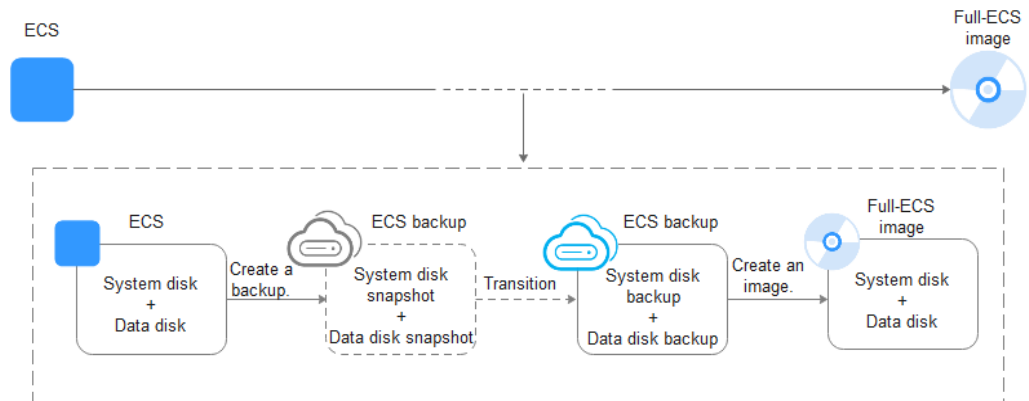 ECS
Full-ECS
image
ECS
ECS backup
ECS backup
Full-ECS
image
System disk
+
Data disk
Create a
backup.
System disk
snapshot
+
Data disk snapshot
Transition
System disk
backup
+
Data disk backup
Create an
image.
System disk
+
Data disk